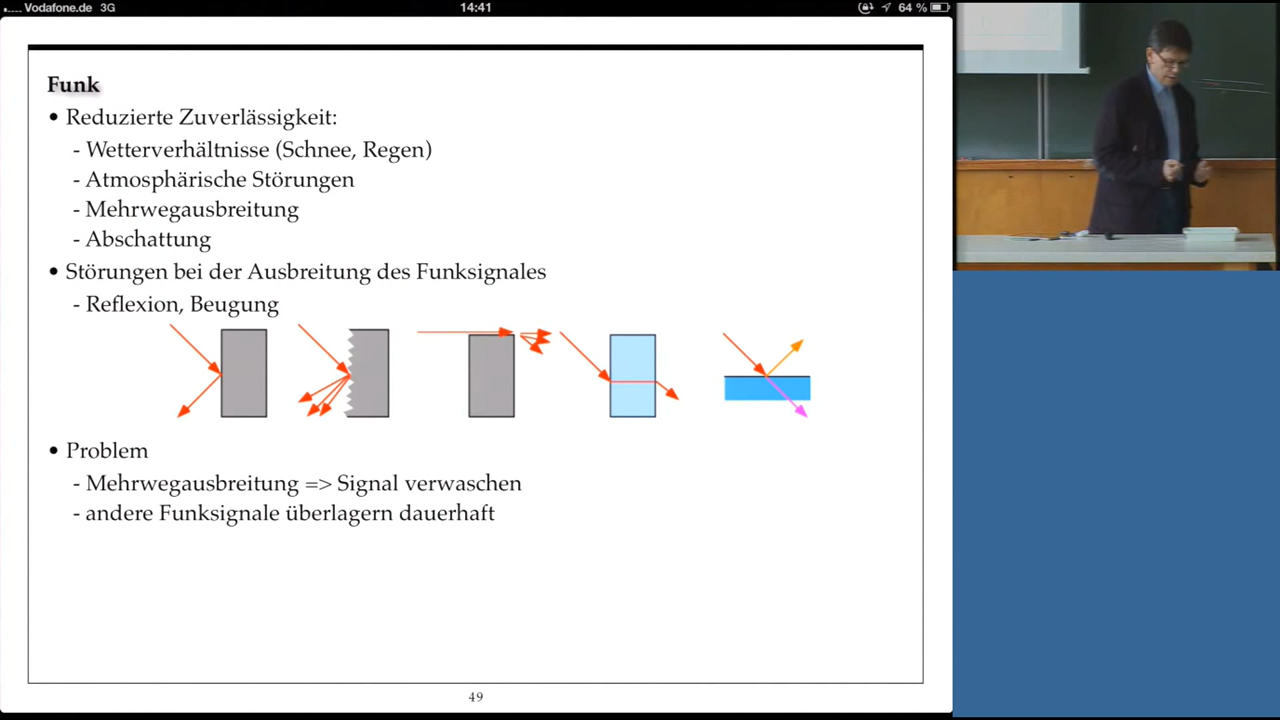 ....Vodafone.de 3G 14:41 64 %
Funk
• Reduzierte Zuverlässigkeit:
- Wetterverhältnisse (Schnee, Regen)
- Atmosphärische Störungen
- Mehrwegausbreitung
- Abschattung
• Störungen bei der Ausbreitung des Funksignales
- Reflexion, Beugung
• Problem
- Mehrwegausbreitung => Signal verwaschen
- andere Funksignale überlagern dauerhaft
49